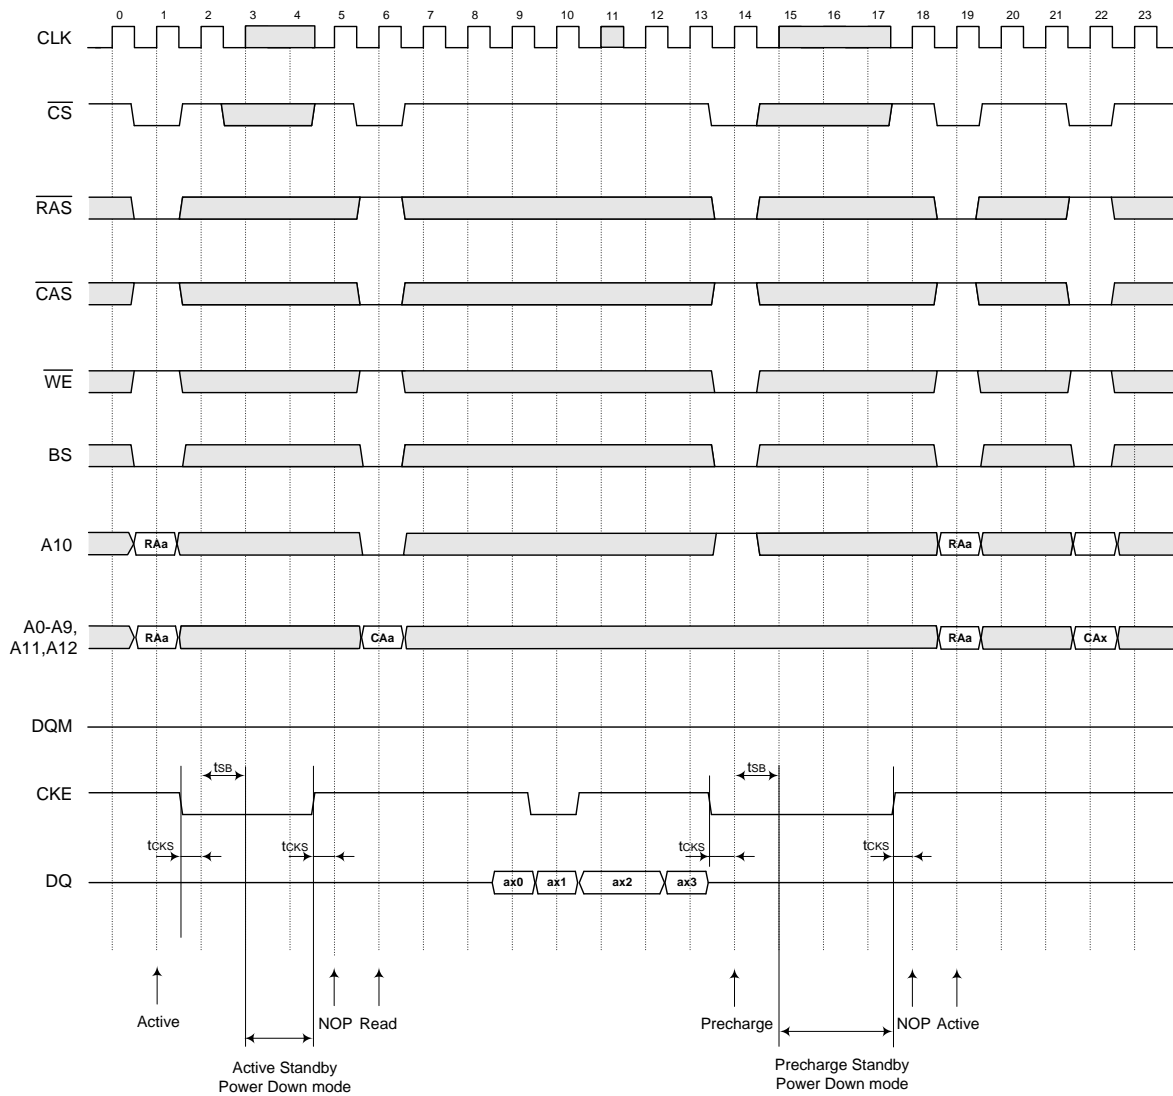 0 1 2 3 4 5 6 7 8 9 10 11 12 13 14 15 16 17 18 19 20 21 22 23
CLK
CS
RAS
CAS
WE
BS
A10
RAa
RAa
A0-A9,
A11,A12
RAa
CAa
RAa
CAx
DQM
tSB
tSB
CKE
tCKS
tCKS
tCKS
tCKS
DQ
ax0
ax1
ax2
ax3
Active
NOP
Read
Precharge
NOP
Active
Active Standby
Power Down mode
Precharge Standby
Power Down mode